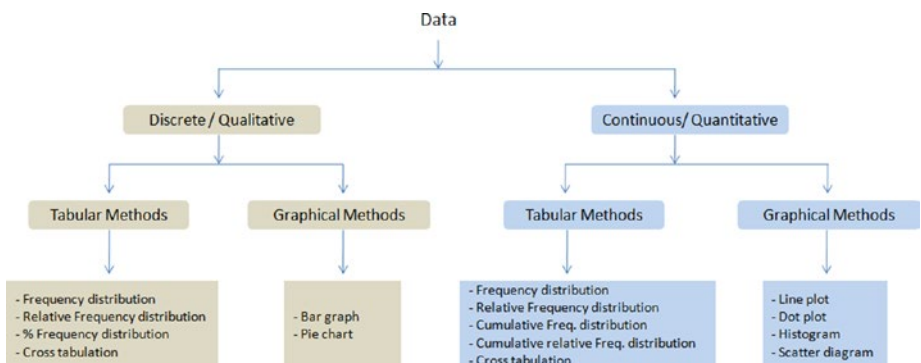 Data
Discrete / Qualitative
Continuous/ Quantitative
Tabular Methods
Graphical Methods
Tabular Methods
Graphical Methods
- Frequency distribution
- Relative Frequency distribution
- % Frequency distribution
- Cross tabulation
- Bar graph
- Pie chart
- Frequency distribution
- Relative Frequency distribution
- Cumulative Freq. distribution
- Cumulative relative Freq. distribution
- Cross tabulation
- Line plot
- Dot plot
- Histogram
- Scatter diagram